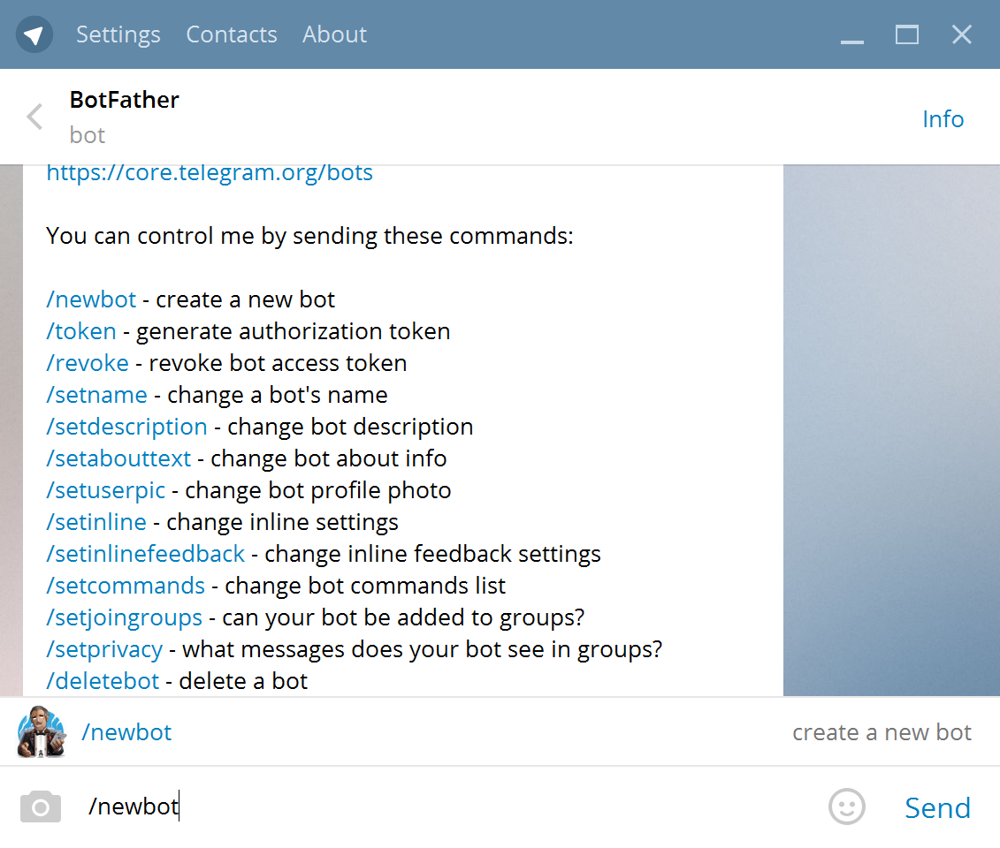 Settings Contacts About
BotFather
bot
Info
https://core.telegram.org/bots
You can control me by sending these commands:
/newbot - create a new bot
/token - generate authorization token
/revoke - revoke bot access token
/setname - change a bot's name
/setdescription - change bot description
/setabouttext - change bot about info
/setuserpic - change bot profile photo
/setinline - change inline settings
/setinlinefeedback - change inline feedback settings
/setcommands - change bot commands list
/setjoingroups - can your bot be added to groups?
/setprivacy - what messages does your bot see in groups?
/deletebot - delete a bot
/newbot create a new bot
/newbot Send